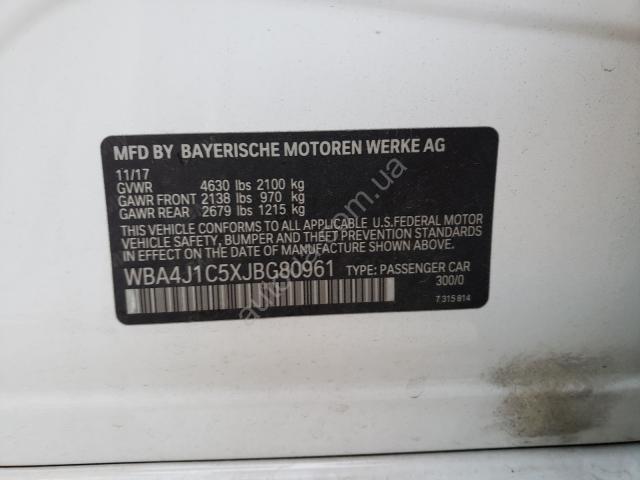 MFD BY BAYERISCHE MOTOREN WERKE AG
11/17
GVWR 4630 lbs 2100 kg
GAWR FRONT 2138 lbs 970 kg
GAWR REAR 2679 lbs 1215 kg
THIS VEHICLE CONFORMS TO ALL APPLICABLE U.S.FEDERAL MOTOR
VEHICLE SAFETY, BUMPER, AND THEFT PREVENTION STANDARDS
IN EFFECT ON THE DATE OF MANUFACTURE SHOWN ABOVE.
WBA4J1C5XJBG80961 TYPE: PASSENGER CAR
300/0
7 315 814